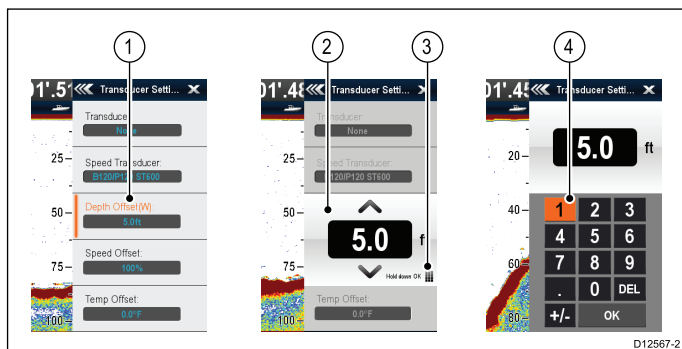 1
2
3
4
01'.51
Transducer Setti... X
Transduce
None
Speed Transducer:
B120/P120 ST600
Depth Offset(W):
5.0ft
Speed Offset:
100%
Temp Offset:
0.0°F
25
50
75
100
01'.48
Transducer Setti... X
Transducer
None
Speed Transducer
B120/P120 ST600
5.0 f
Hold down OK
Temp Offset:
0.0°F
25
50
75
100
01'.45
Transducer Setti... X
5.0 ft
1 2 3
4 5 6
7 8 9
. 0 DEL
+/- OK
20
40
60
80
D12567-2